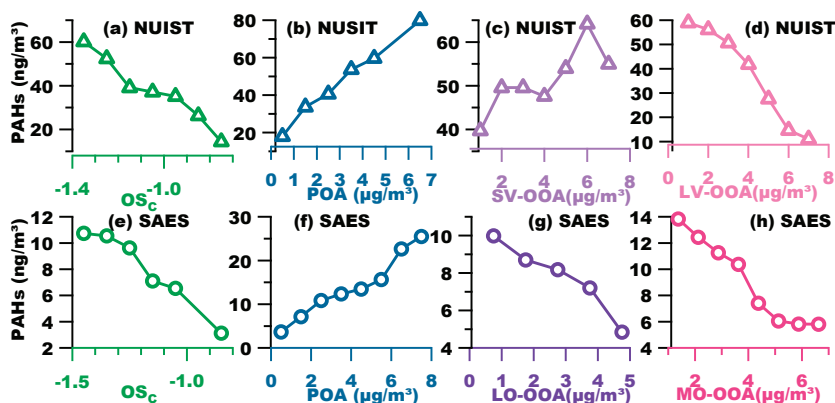 (a) NUIST
PAHs (ng/m³)
60
40
20
-1.4
-1.0
OSc
(b) NUSIT
80
60
40
20
0 1 2 3 4 5 6 7
POA (μg/m³)
(c) NUIST
60
50
40
2 4 6 8
SV-OOA(μg/m³)
(d) NUIST
60
50
40
30
20
10
0 2 4 6 8
LV-OOA(μg/m³)
(e) SAES
PAHs (ng/m³)
12
10
8
6
4
2
-1.5
-1.0
OSc
(f) SAES
30
20
10
0
0 2 4 6 8
POA (μg/m³)
(g) SAES
10
8
6
4
0 1 2 3 4 5
LO-OOA(μg/m³)
(h) SAES
14
12
10
8
6
4
2 4 6
MO-OOA(μg/m³)